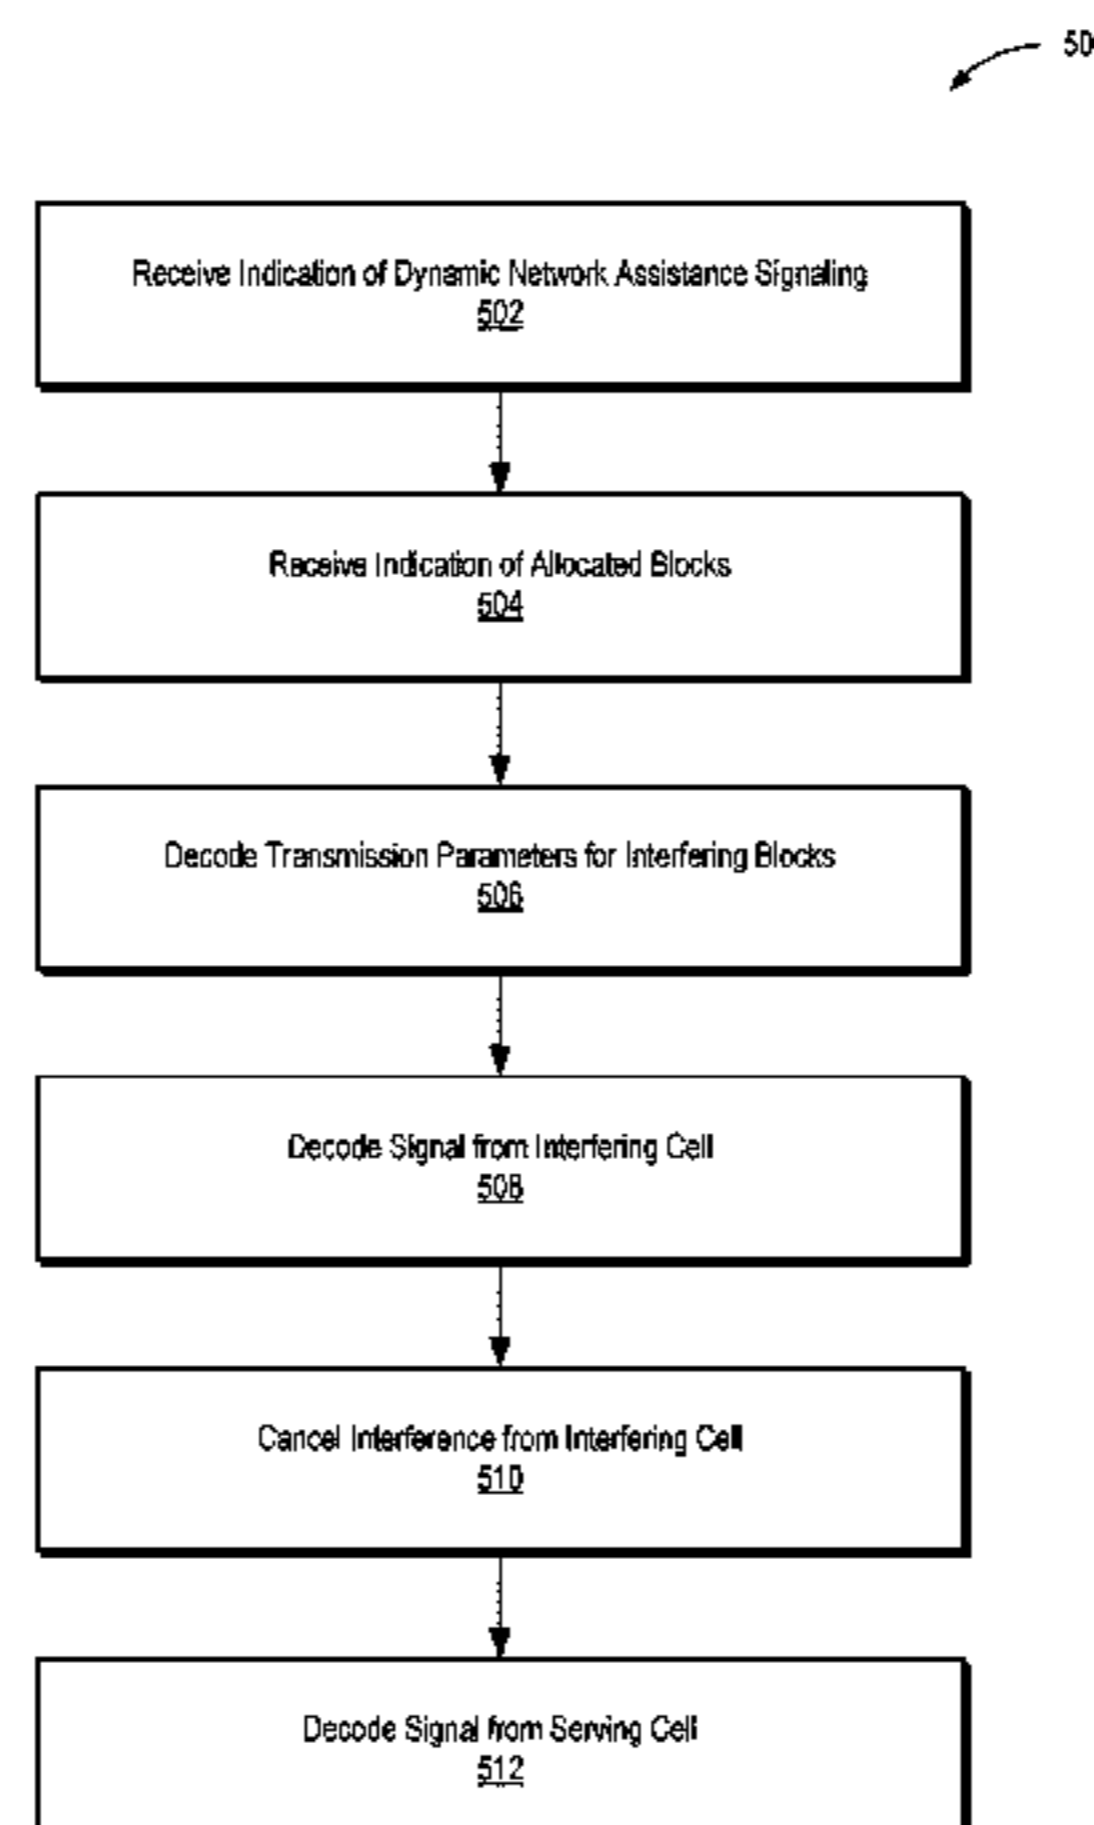 50
Receive Indication of Dynamic Network Assistance Signaling
502
Receive Indication of Allocated Blocks
504
Decode Transmission Parameters for Interfering Blocks
506
Decode Signal from Interfering Cell
508
Cancel Interference from Interfering Cell
510
Decode Signal from Serving Cell
512